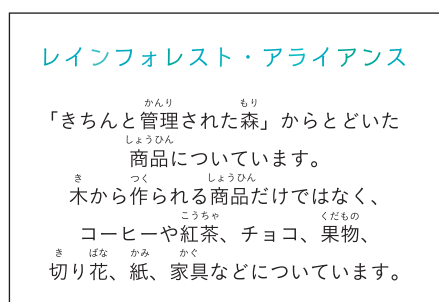 レインフォレスト・アライアンス
「きちんと管理された森」からとどいた
商品についています。
木から作られる商品だけではなく、
コーヒーや紅茶、チョコ、果物、
切り花、紙、家具などについています。